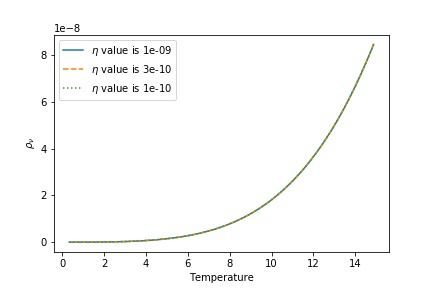 1e−8
η value is 1e-09
η value is 3e-10
η value is 1e-10
8
6
4
2
0
ρν
0 2 4 6 8 10 12 14
Temperature